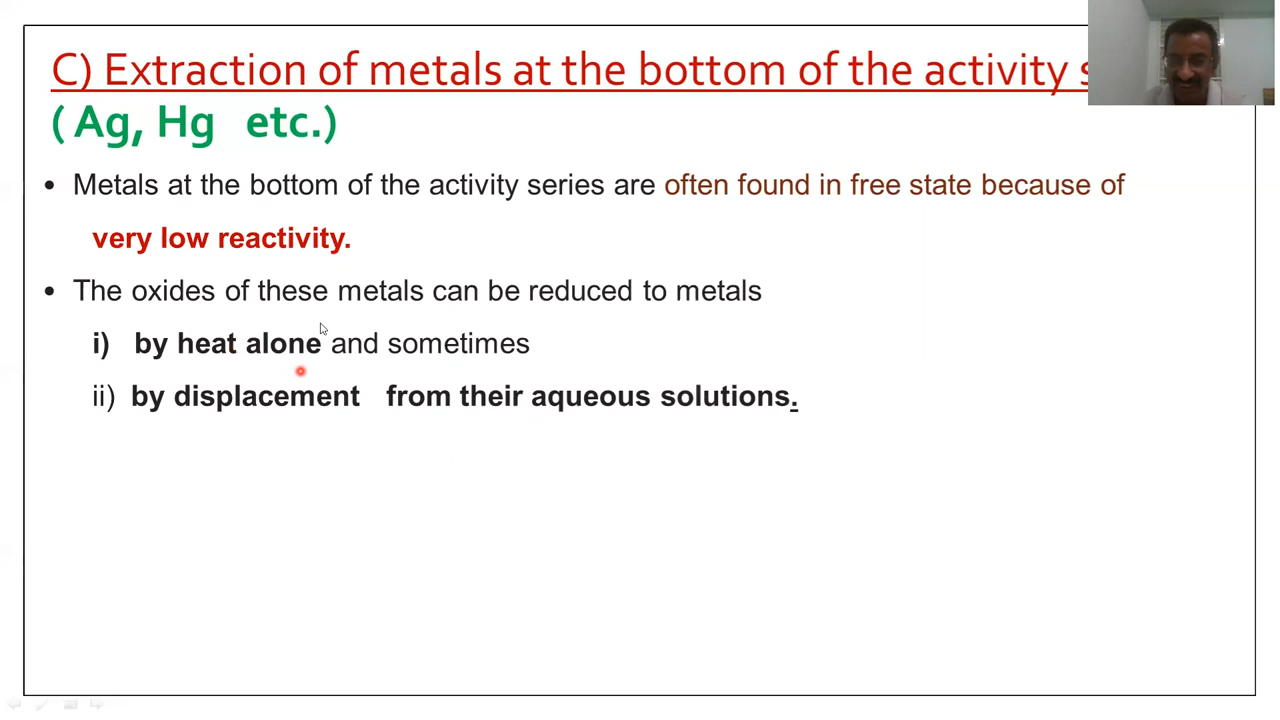 C) Extraction of metals at the bottom of the activity
( Ag, Hg etc.)
• Metals at the bottom of the activity series are often found in free state because of
very low reactivity.
• The oxides of these metals can be reduced to metals
i) by heat alone and sometimes
ii) by displacement from their aqueous solutions.